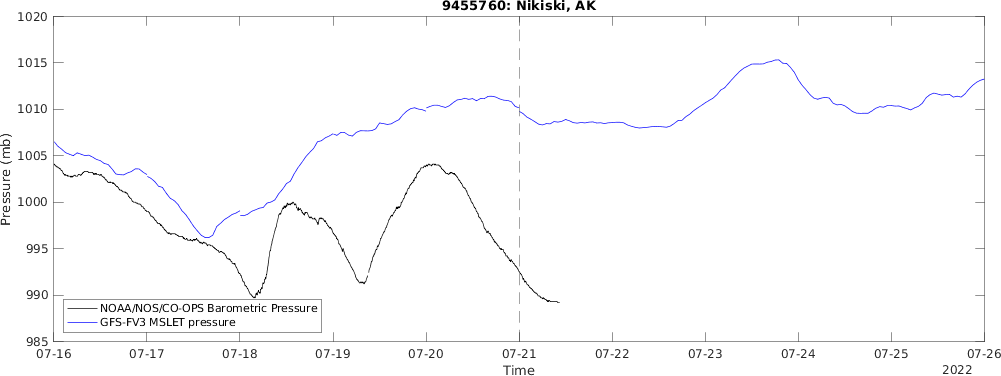 9455760: Nikiski, AK
1020
1015
1010
1005
1000
995
990
985
Pressure (mb)
NOAA/NOS/CO-OPS Barometric Pressure
GFS-FV3 MSLET pressure
07-16 07-17 07-18 07-19 07-20 07-21 07-22 07-23 07-24 07-25 07-26
Time
2022